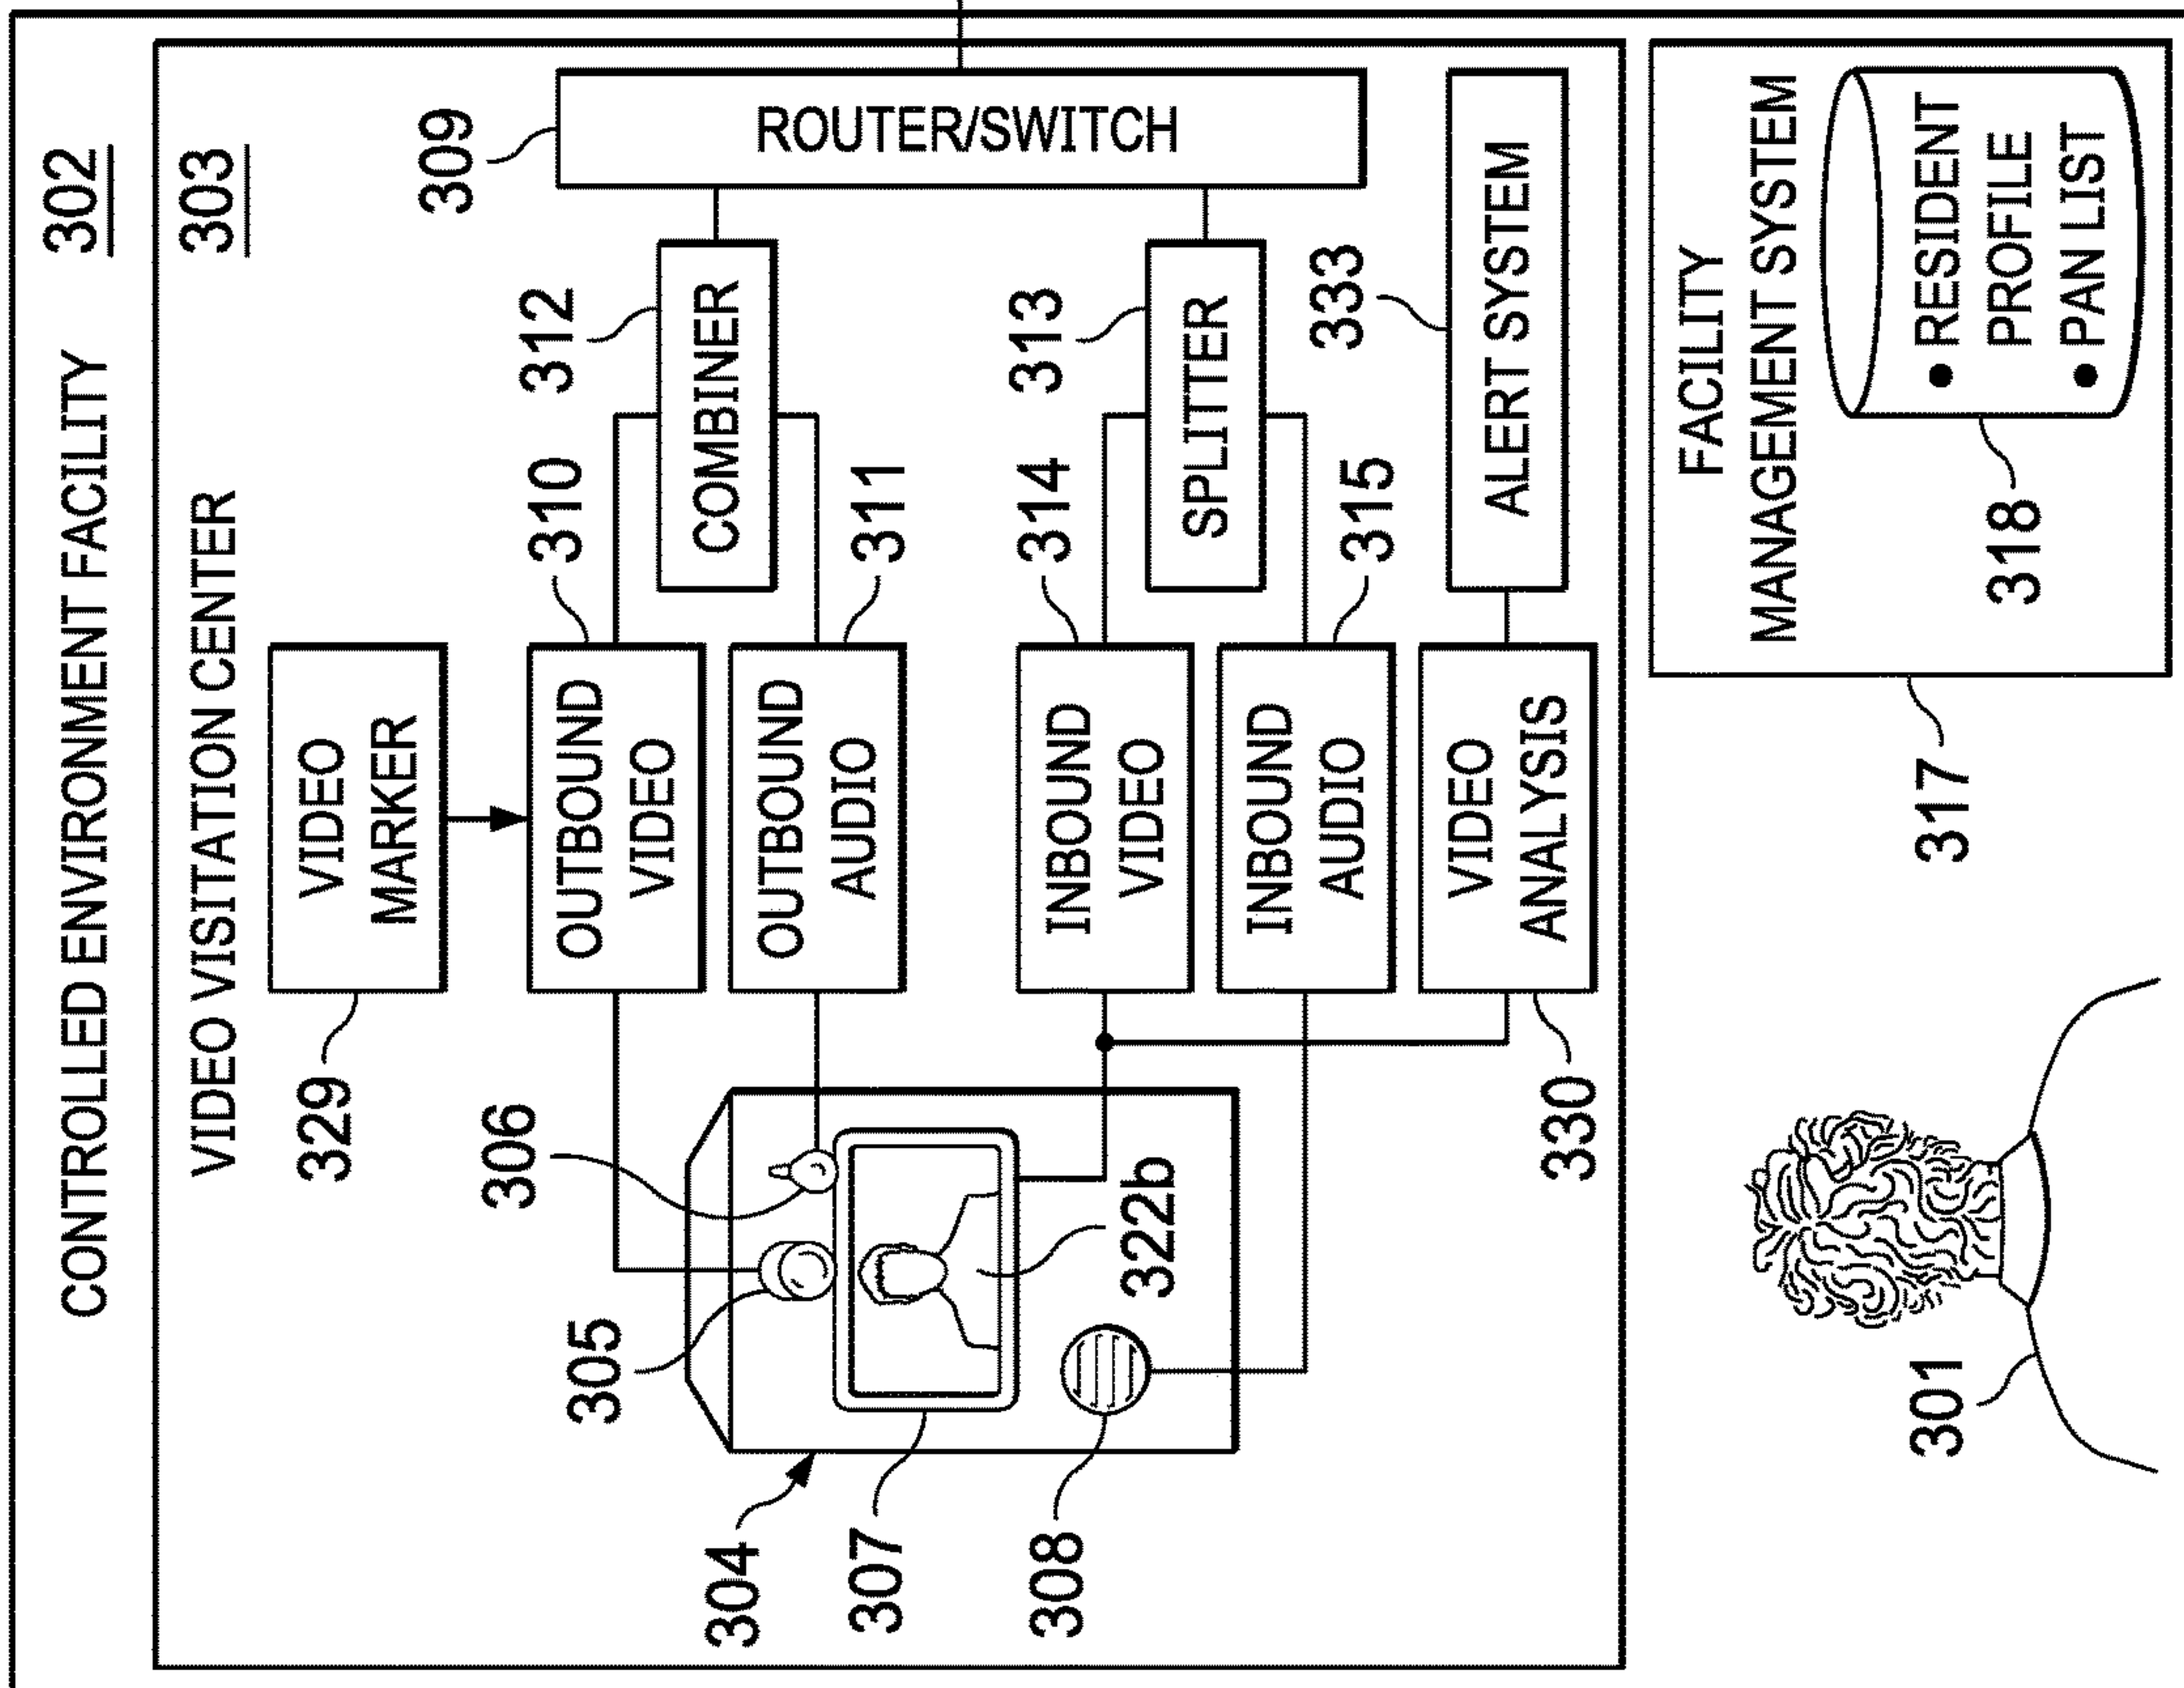 CONTROLLED ENVIRONMENT FACILITY
302
VIDEO VISITATION CENTER
303
329
VIDEO
MARKER
309
ROUTER/SWITCH
310
OUTBOUND
VIDEO
312
COMBINER
306
305
OUTBOUND
AUDIO
311
304
307
322b
314
INBOUND
VIDEO
313
SPLITTER
308
INBOUND
AUDIO
315
333
ALERT SYSTEM
VIDEO
ANALYSIS
330
FACILITY
MANAGEMENT SYSTEM
• RESIDENT
PROFILE
• PAN LIST
318
317
301